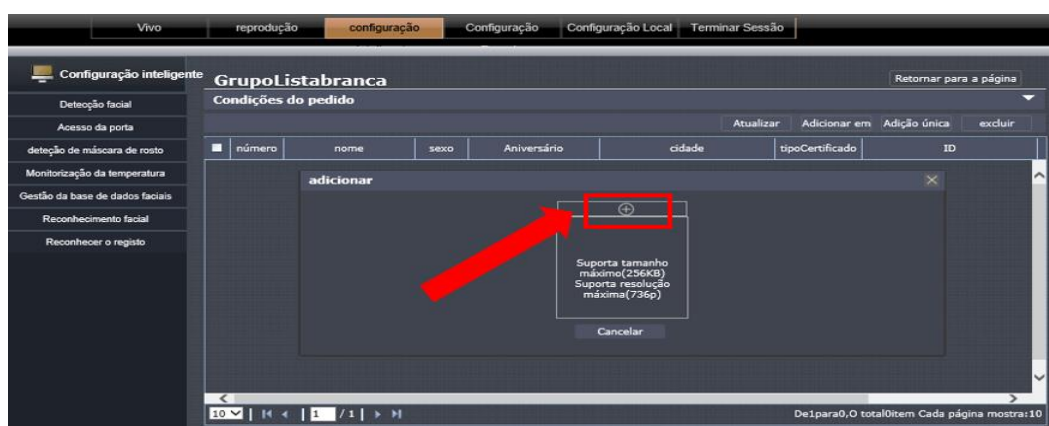 Vivo reprodução configuração Configuração Configuração Local Terminar Sessão
Configuração inteligente
Detecção facial
Acesso da porta
deteção de máscara de rosto
Monitorização da temperatura
Gestão da base de dados faciais
Reconhecimento facial
Reconhecer o registo
GrupoListabranca Retornar para a página
Condições do pedido
Atualizar Adicionar em Adição única excluir
número nome sexo Aniversário cidade tipoCertificado ID
adicionar
Suporta tamanho
máximo(256KB)
Suporta resolução
máxima(736p)
Cancelar
10 1 / 1 De1para0,O total0item Cada página mostra:10